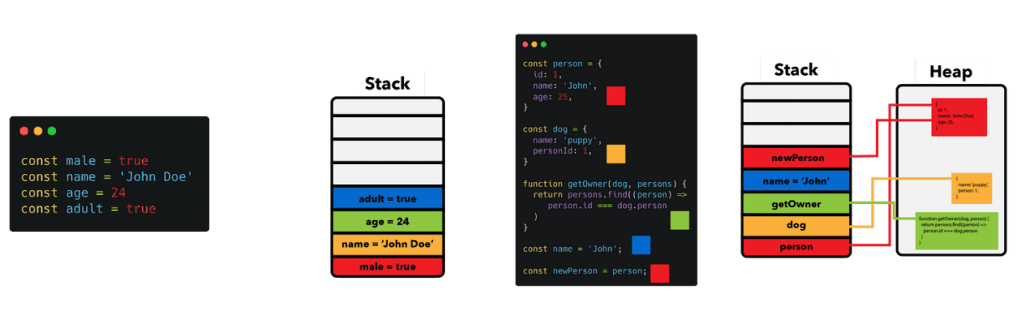 const male = true
const name = 'John Doe'
const age = 24
const adult = true
Stack
adult = true
age = 24
name = ‘John Doe’
male = true
const person = {
id: 1,
name: 'John',
age: 25,
}
const dog = {
name: 'puppy',
personId: 1,
}
function getOwner(dog, persons) {
return persons.find((person) =>
person.id === dog.person
)
}
const name = 'John';
const newPerson = person;
Stack
newPerson
name = ‘John’
getOwner
dog
person
Heap
{
id: 1,
name: 'John Doe',
age: 25,
}
{
name: 'puppy',
person: 1,
}
function getOwner(dog, person) {
return persons.find((person) =>
person.id === dog.person
)
}